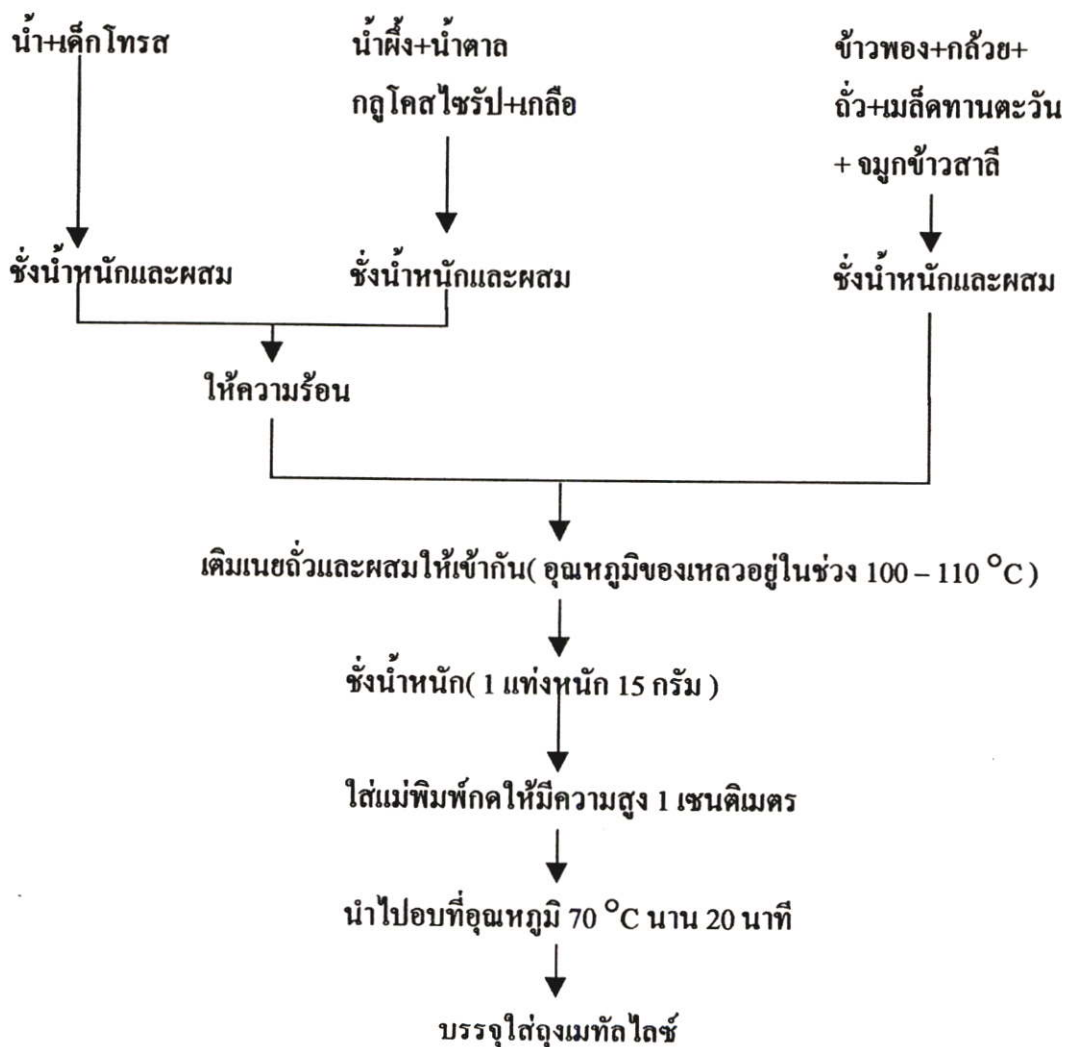 น้ำ+เด็กโทรส
น้ำผึ้ง+น้ำตาล
กลูโคสไซรัป+เกลือ
ข้าวพอง+กล้วย+
ถั่ว+เมล็ดทานตะวัน
+ จมูกข้าวสาลี
ชั่งน้ำหนักและผสม
ชั่งน้ำหนักและผสม
ชั่งน้ำหนักและผสม
ให้ความร้อน
เติมเนยถั่วและผสมให้เข้ากัน( อุณหภูมิของเหลวอยู่ในช่วง 100 – 110 °C )
ชั่งน้ำหนัก( 1 แท่งหนัก 15 กรัม )
ใส่แม่พิมพ์กดให้มีความสูง 1 เซนติเมตร
นำไปอบที่อุณหภูมิ 70 °C นาน 20 นาที
บรรจุใส่ถุงเมทัลไลซ์